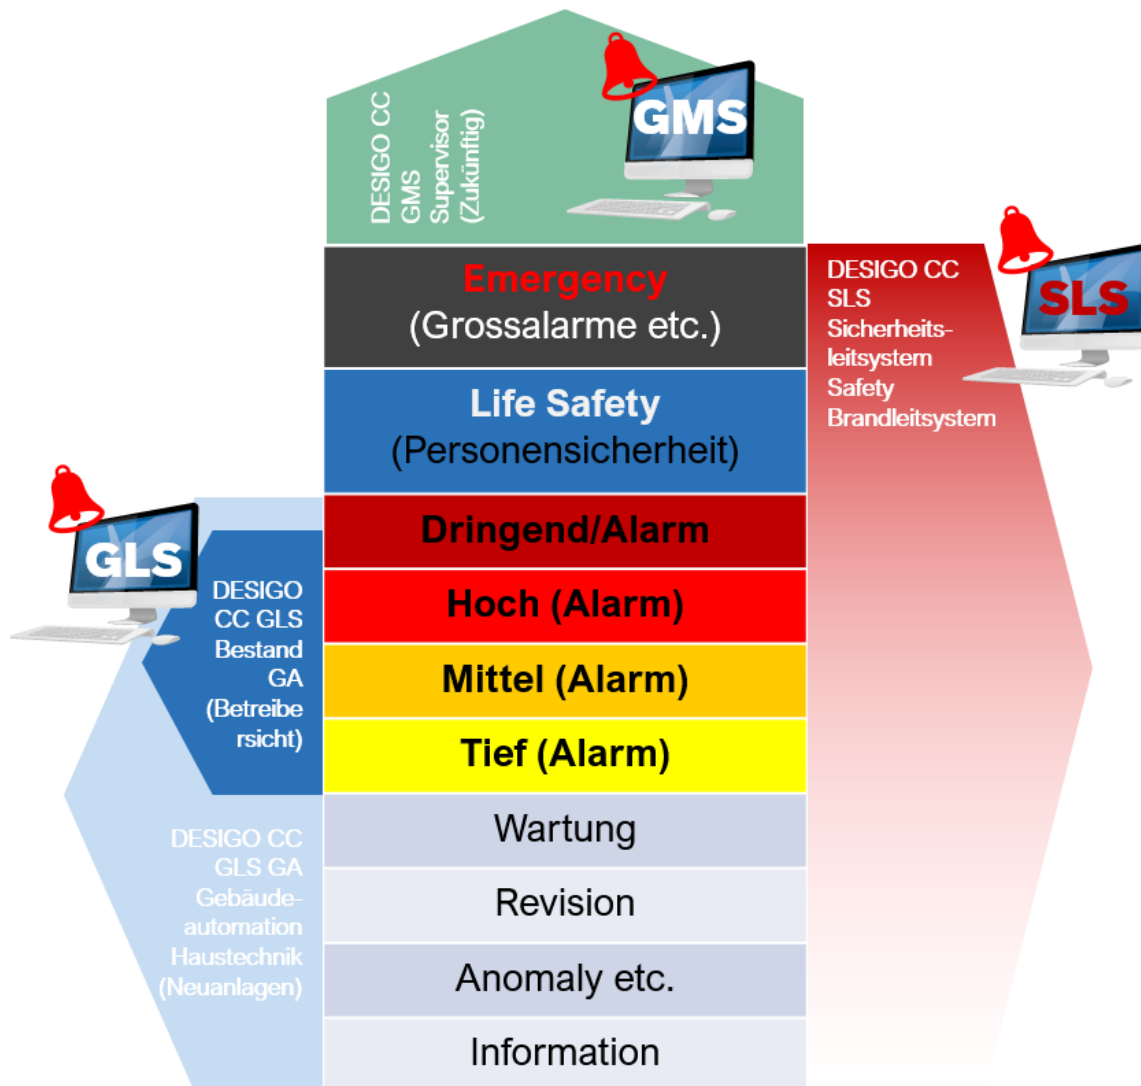 DESIGO CC
GMS
Supervisor
(Zukünftig)
GMS
Emergency
(Grossalarme etc.)
DESIGO CC
SLS
Sicherheits-
leitsystem
Safety
Brandleitsystem
SLS
Life Safety
(Personensicherheit)
GLS
Dringend/Alarm
DESIGO
CC GLS
Bestand
GA
(Betreibe
rsicht)
Hoch (Alarm)
Mittel (Alarm)
Tief (Alarm)
DESIGO CC
GLS GA
Gebäude-
automation
Haustechnik
(Neuanlagen)
Wartung
Revision
Anomaly etc.
Information